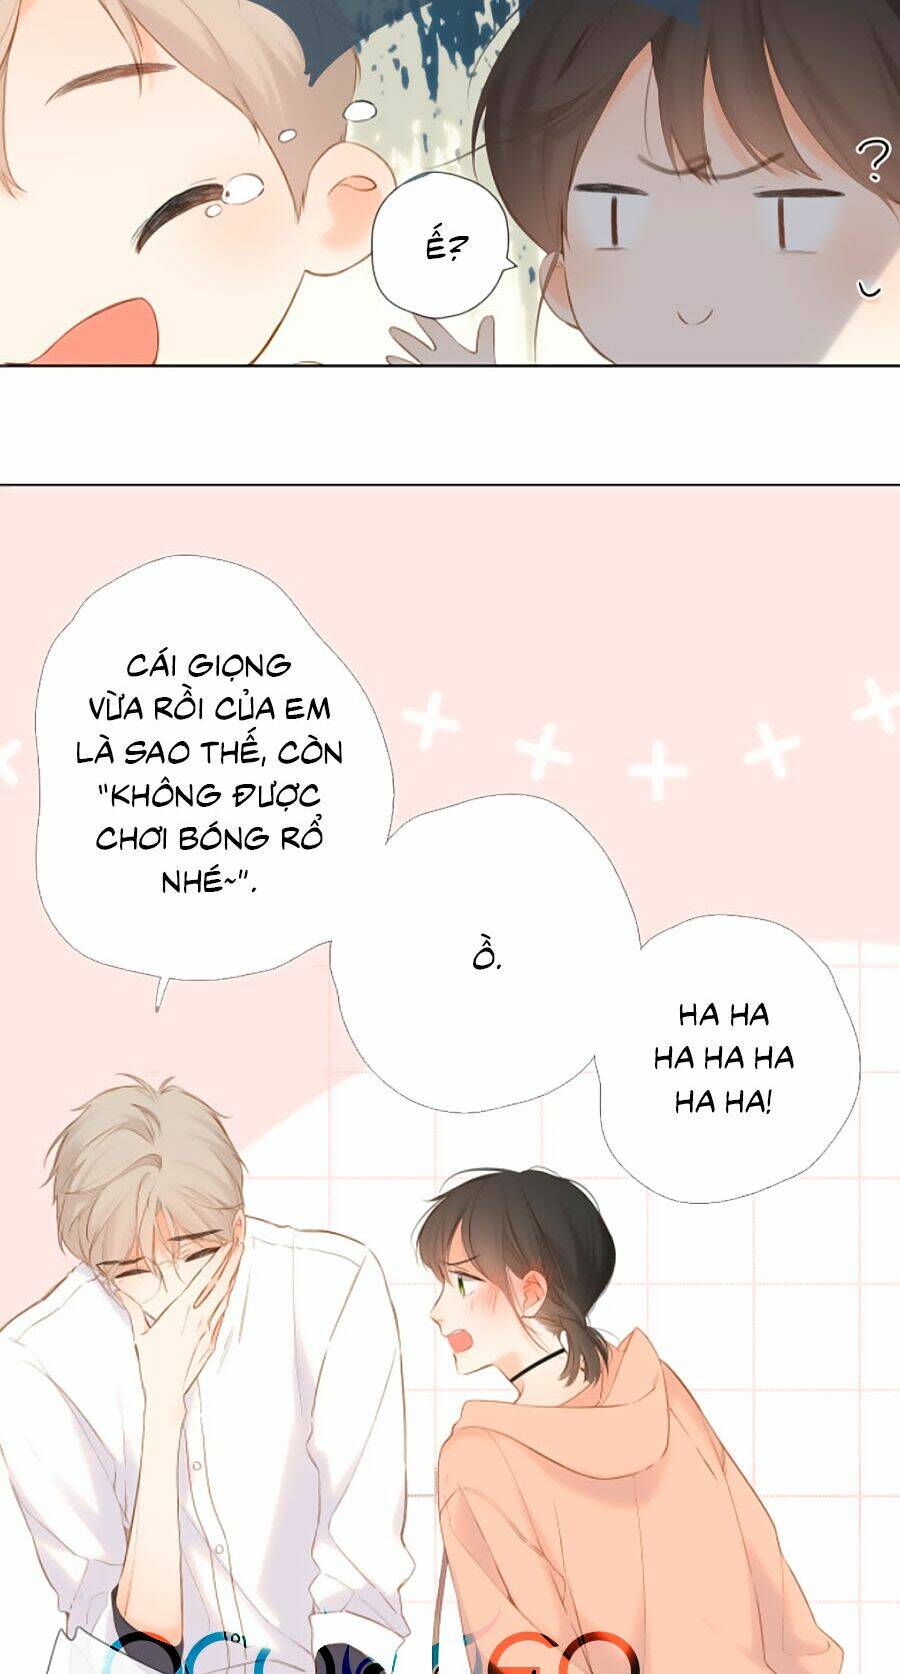 ?
Ế?
CÁI GIỌNG
VỪA RỒI CỦA EM
LÀ SAO THẾ, CÒN
"KHÔNG ĐƯỢC
CHƠI BÓNG RỔ
NHÉ~".
Ồ.
HA HA
HA HA HA
HA HA!